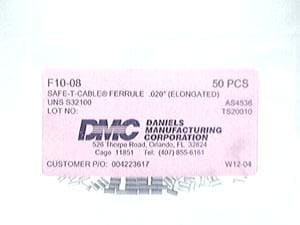 F10-08 50 PCS
SAFE-T-CABLE® FERRULE .020" (ELONGATED)
UNS S32100 AS4536
LOT NO: TS20010
DMC DANIELS
MANUFACTURING
CORPORATION
526 Thorpe Road, Orlando, FL 32824
Cage 11851 Tel: (407) 855-6161
CUSTOMER P/O: 004223617 W12-04